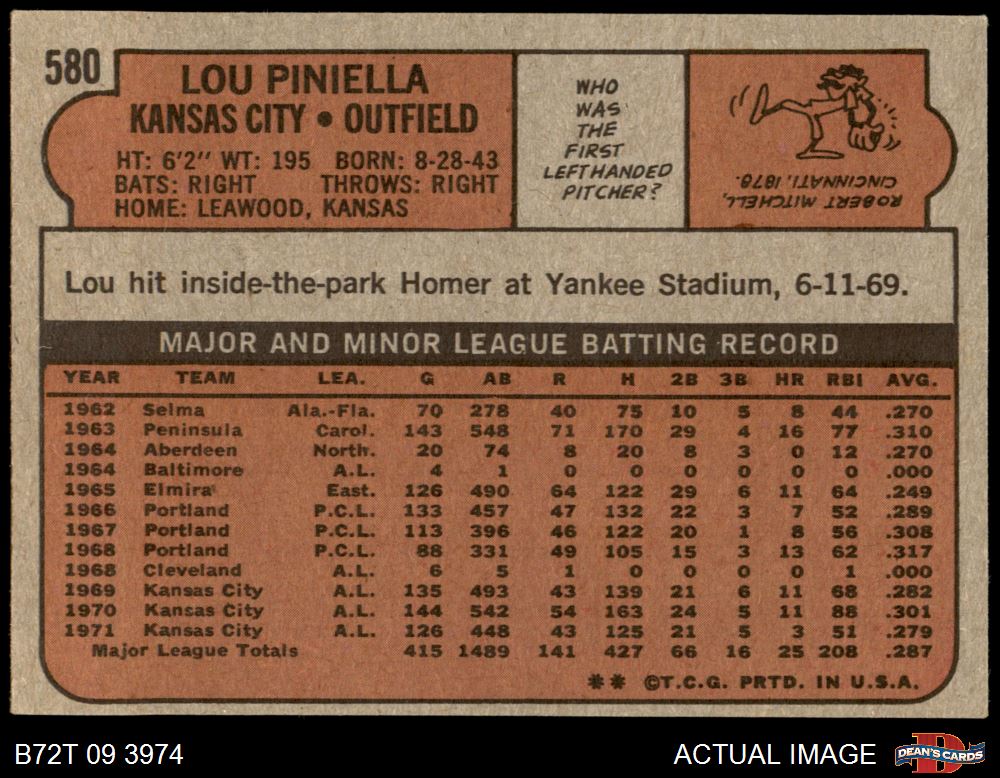 580
LOU PINIELLA
KANSAS CITY • OUTFIELD
HT: 6'2" WT: 195 BORN: 8-28-43
BATS: RIGHT THROWS: RIGHT
HOME: LEAWOOD, KANSAS
WHO
WAS
THE
FIRST
LEFTHANDED
PITCHER?
ROBERT MITCHELL,
CINCINNATI, 1878.
Lou hit inside-the-park Homer at Yankee Stadium, 6-11-69.
MAJOR AND MINOR LEAGUE BATTING RECORD
YEAR TEAM LEA. G AB R H 2B 3B HR RBI AVG.
1962 Selma Ala.-Fla. 70 278 40 75 10 5 8 44 .270
1963 Peninsula Carol. 143 548 71 170 29 4 16 77 .310
1964 Aberdeen North. 20 74 8 20 8 3 0 12 .270
1964 Baltimore A.L. 4 1 0 0 0 0 0 0 .000
1965 Elmira East. 126 490 64 122 29 6 11 64 .249
1966 Portland P.C.L. 133 457 47 132 22 3 7 52 .289
1967 Portland P.C.L. 113 396 46 122 20 1 8 56 .308
1968 Portland P.C.L. 88 331 49 105 15 3 13 62 .317
1968 Cleveland A.L. 6 5 1 0 0 0 0 1 .000
1969 Kansas City A.L. 135 493 43 139 21 6 11 68 .282
1970 Kansas City A.L. 144 542 54 163 24 5 11 88 .301
1971 Kansas City A.L. 126 448 43 125 21 5 3 51 .279
Major League Totals 415 1489 141 427 66 16 25 208 .287
** ©T.C.G. PRTD. IN U.S.A.
B72T 09 3974
ACTUAL IMAGE
DEAN'S CARDS